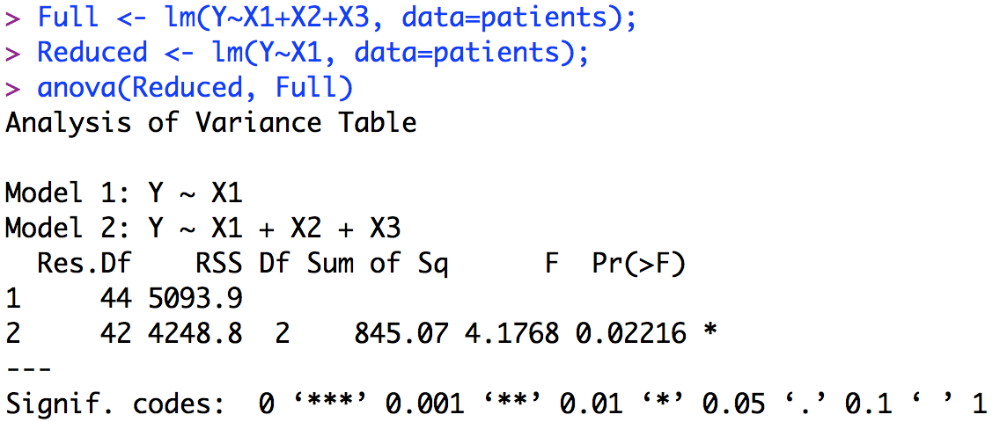 > Full <- lm(Y~X1+X2+X3, data=patients);
> Reduced <- lm(Y~X1, data=patients);
> anova(Reduced, Full)
Analysis of Variance Table
Model 1: Y ~ X1
Model 2: Y ~ X1 + X2 + X3
  Res.Df    RSS Df Sum of Sq      F  Pr(>F)
1     44 5093.9
2     42 4248.8  2    845.07 4.1768 0.02216 *
---
Signif. codes:  0 ‘***’ 0.001 ‘**’ 0.01 ‘*’ 0.05 ‘.’ 0.1 ‘ ’ 1